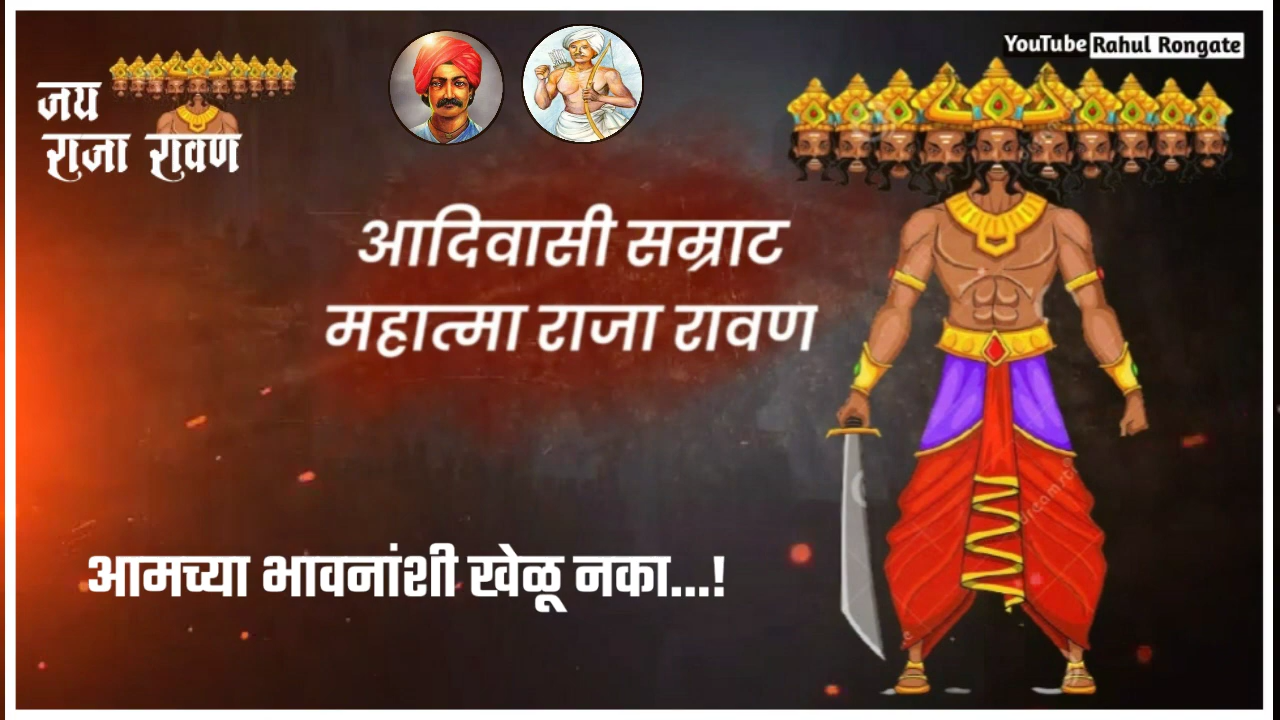 YouTube Rahul Rongate
जय
राजा रावण
आदिवासी सम्राट
महात्मा राजा रावण
आमच्या भावनांशी खेळू नका...!